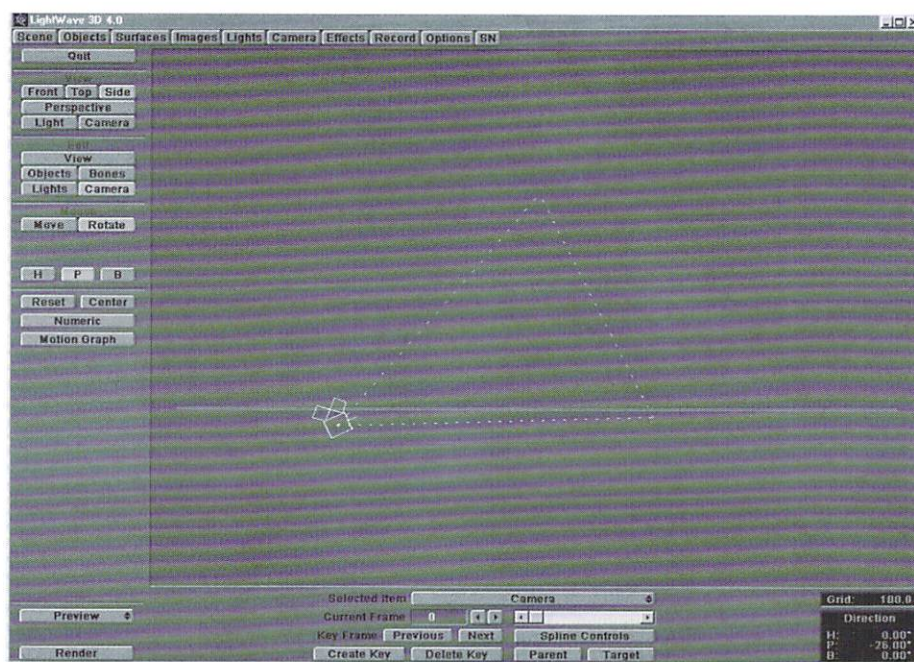 LightWave 3D 4.0
Scene Objects Surfaces Images Lights Camera Effects Record Options SN
Quit
View
Front Top Side
Perspective
Light Camera
Edit
View
Objects Bones
Lights Camera
Move Rotate
H P B
Reset Center
Numeric
Motion Graph
Preview
Render
Selected Item Camera
Current Frame 0
Key Frame Previous Next Spline Controls
Create Key Delete Key Parent Target
Grid: 100.0
Direction
H: 0.00°
P: -26.00°
B: 0.00°